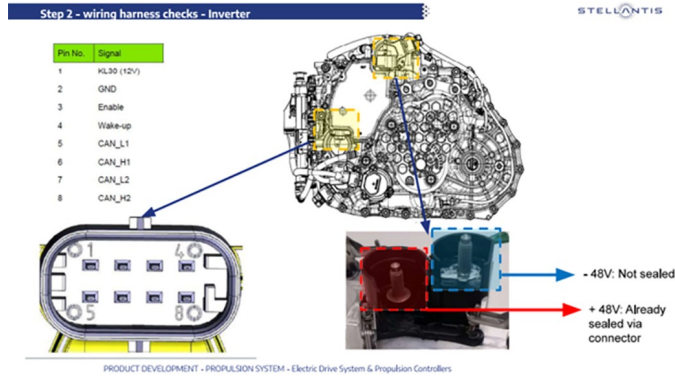 Step 2 - wiring harness checks - Inverter
STELLANTIS
Pin No. Signal
1 KL30 (12V)
2 GND
3 Enable
4 Wake-up
5 CAN_L1
6 CAN_H1
7 CAN_L2
8 CAN_H2
1 4
5 8
- 48V: Not sealed
+ 48V: Already
sealed via
connector
PRODUCT DEVELOPMENT - PROPULSION SYSTEM - Electric Drive System & Propulsion Controllers